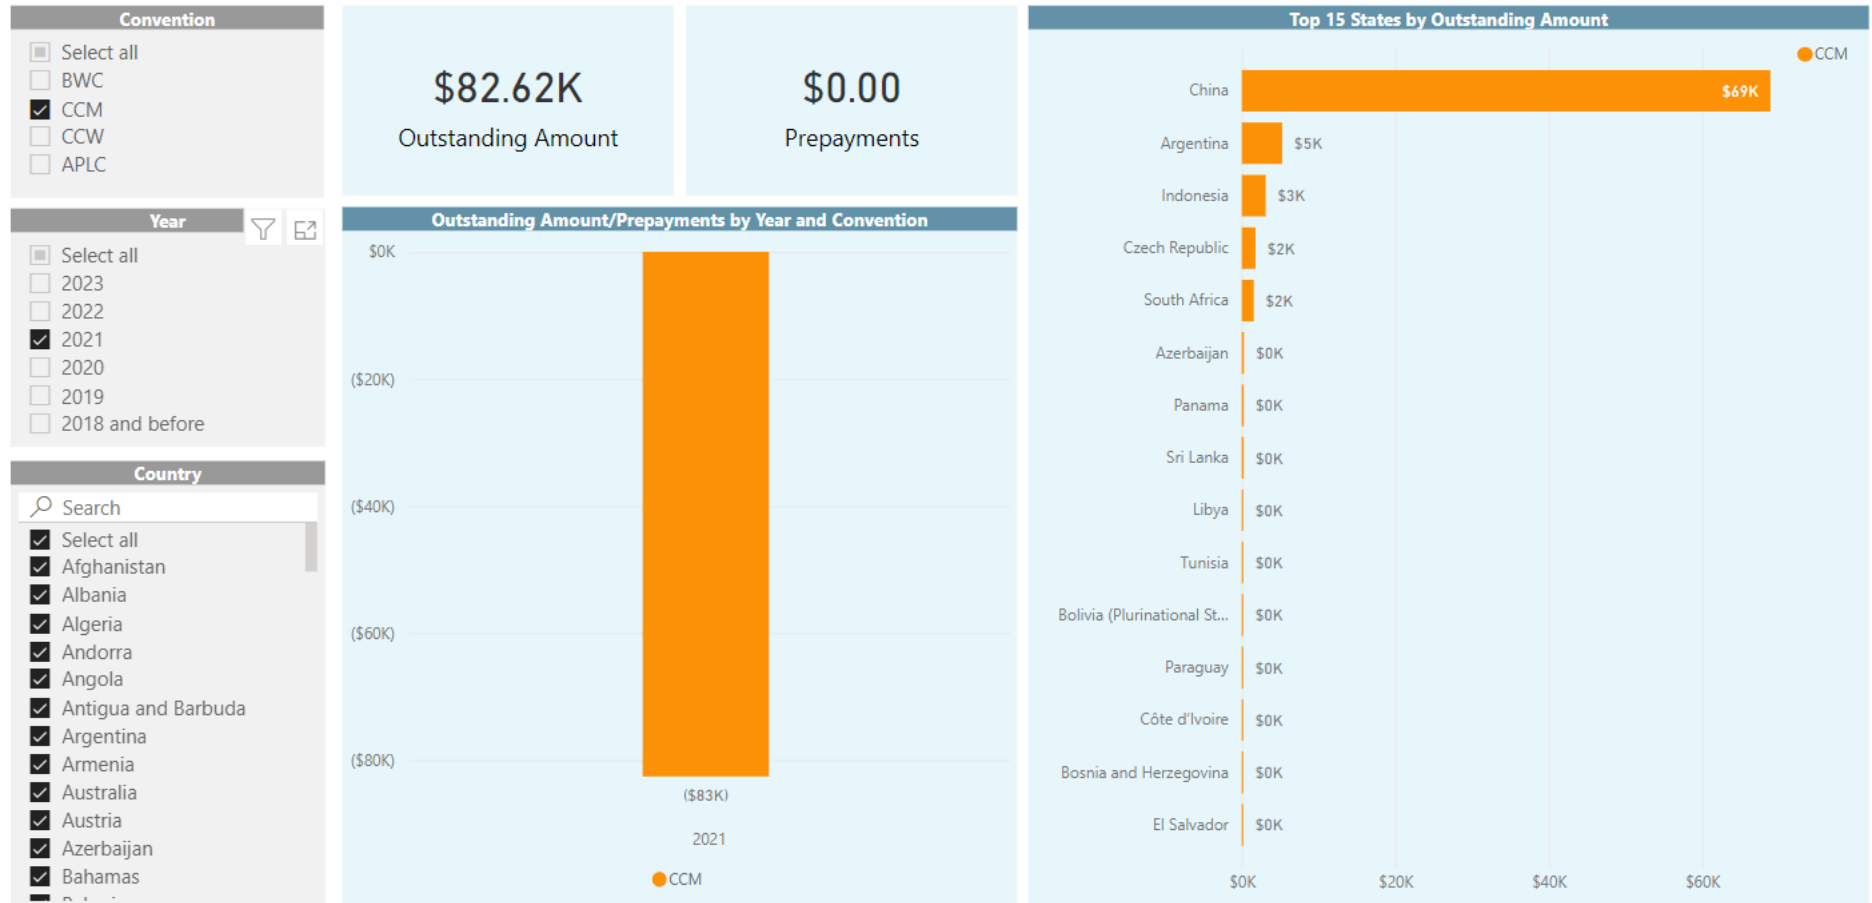 Convention
Select all
BWC
CCM
CCW
APLC
Year
Select all
2023
2022
2021
2020
2019
2018 and before
Country
Search
Select all
Afghanistan
Albania
Algeria
Andorra
Angola
Antigua and Barbuda
Argentina
Armenia
Australia
Austria
Azerbaijan
Bahamas
$82.62K
Outstanding Amount
$0.00
Prepayments
Outstanding Amount/Prepayments by Year and Convention
$0K
($20K)
($40K)
($60K)
($80K)
($83K)
2021
CCM
Top 15 States by Outstanding Amount
CCM
China $69K
Argentina $5K
Indonesia $3K
Czech Republic $2K
South Africa $2K
Azerbaijan $0K
Panama $0K
Sri Lanka $0K
Libya $0K
Tunisia $0K
Bolivia (Plurinational St... $0K
Paraguay $0K
Côte d'Ivoire $0K
Bosnia and Herzegovina $0K
El Salvador $0K
$0K $20K $40K $60K